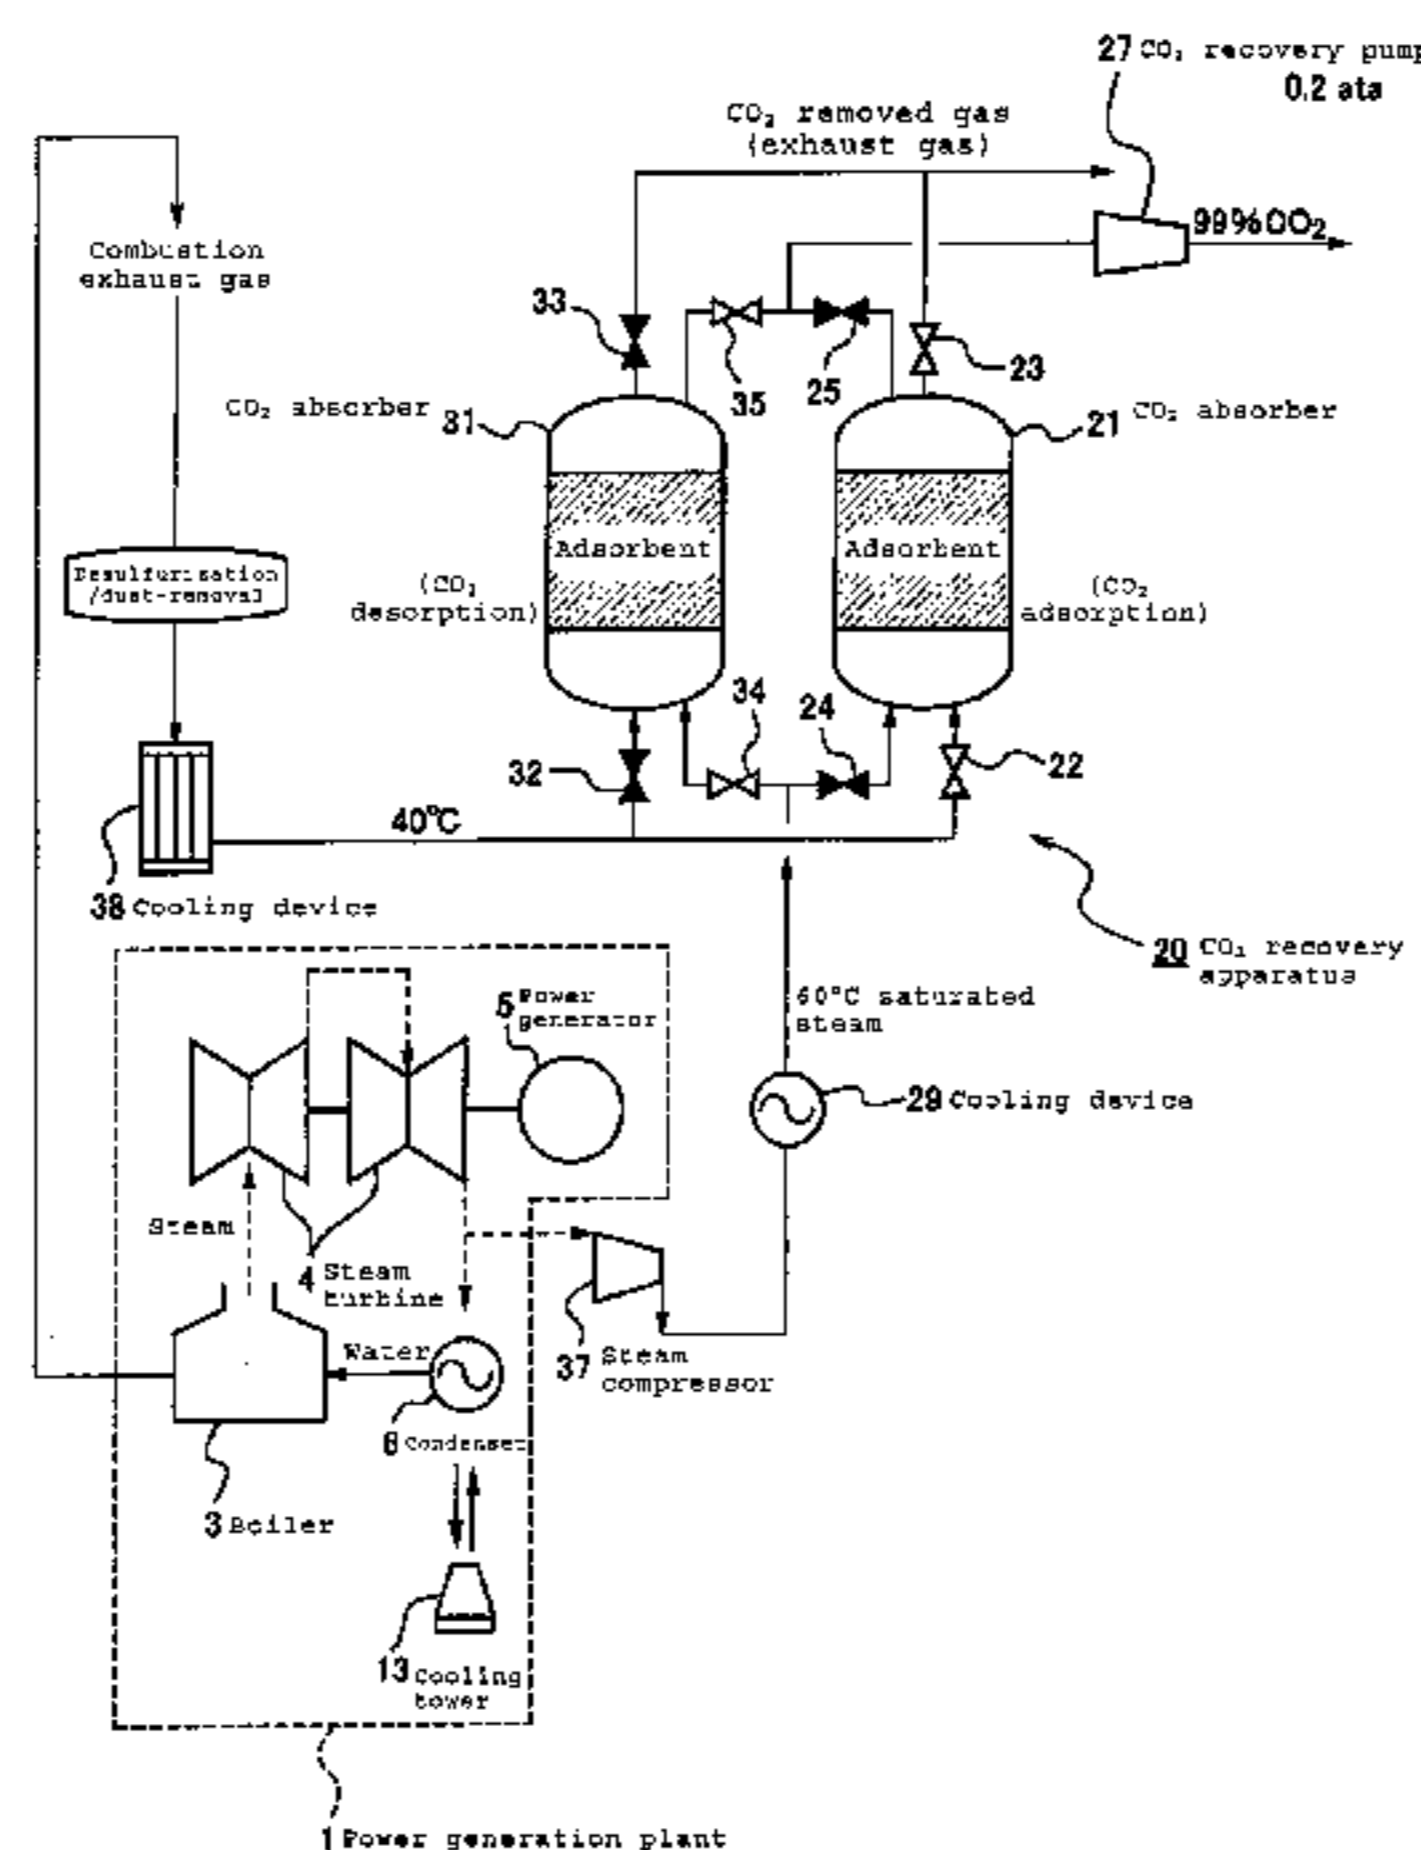 27 CO₂ recovery pump
0.2 ata
CO₂ removed gas
(exhaust gas)
99%CO₂
Combustion
exhaust gas
33
35
25
23
CO₂ absorber 31
21 CO₂ absorber
Desulfurization
/dust-removal
Adsorbent
Adsorbent
(CO₂
desorption)
(CO₂
adsorption)
34
24
32
22
40°C
38 Cooling device
20 CO₂ recovery
apparatus
60°C saturated
steam
5 Power
generator
29 Cooling device
Steam
4 Steam
turbine
Water
37 Steam
compressor
6 Condenser
3 Boiler
13 Cooling
tower
1 Power generation plant